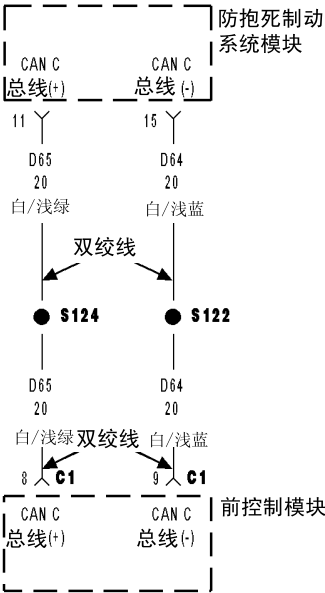 防抱死制动
系统模块
CAN C CAN C
总线(+) 总线(-)
11 15
D65 D64
20 20
白/浅绿 白/浅蓝
双绞线
S124 S122
D65 D64
20 20
白/浅绿 双绞线 白/浅蓝
8 C1 9 C1
前控制模块
CAN C CAN C
总线(+) 总线(-)